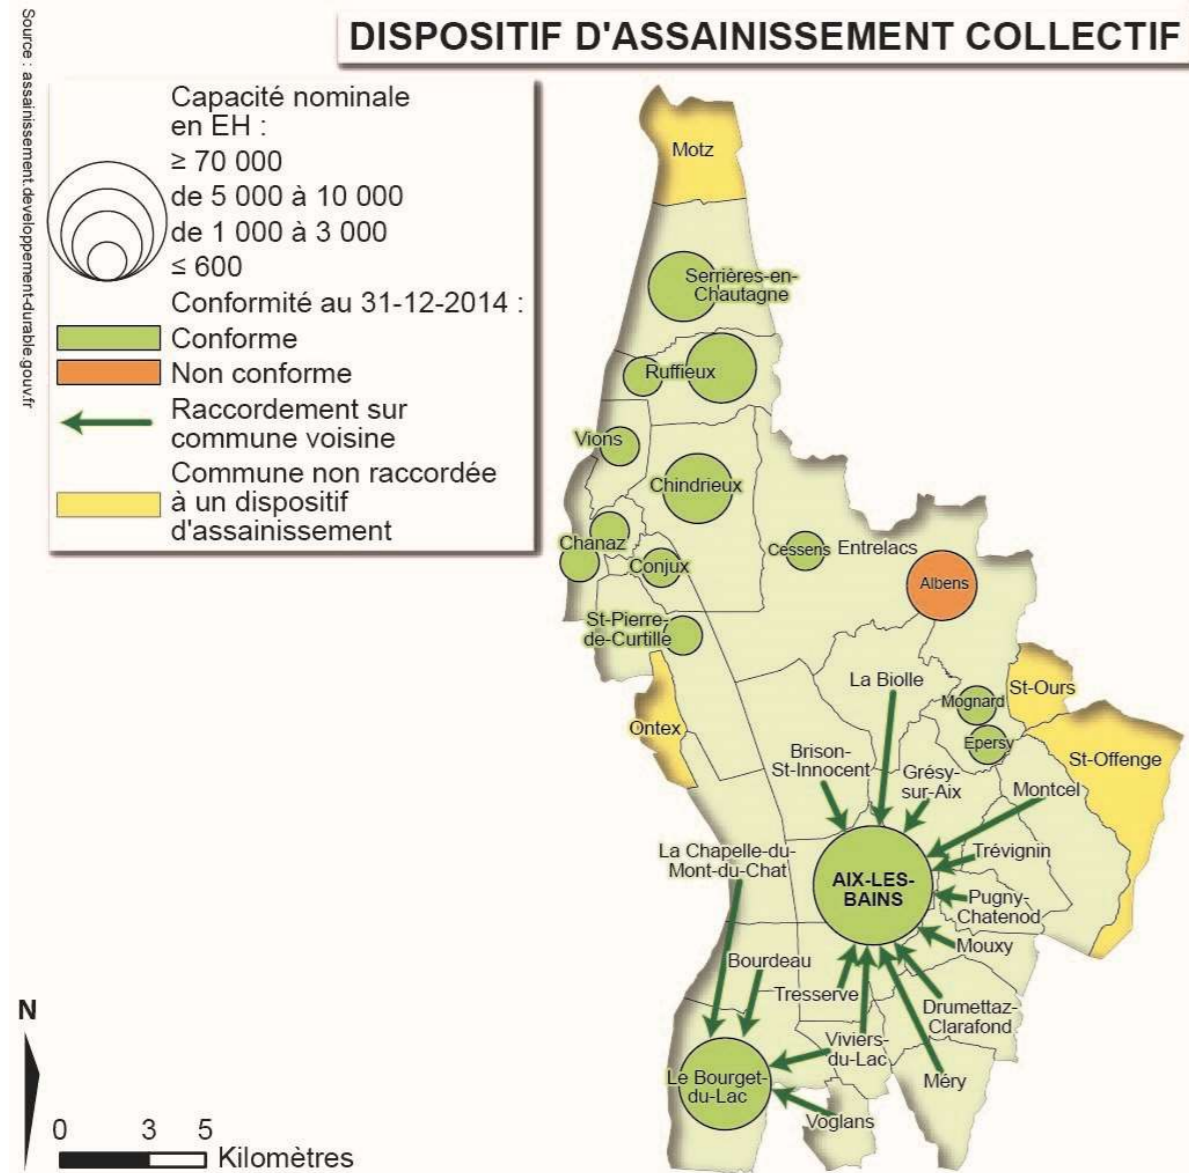 DISPOSITIF D'ASSAINISSEMENT COLLECTIF
Source : assainissement.developpement-durable.gouv.fr
Capacité nominale
en EH :
≥ 70 000
de 5 000 à 10 000
de 1 000 à 3 000
≤ 600
Conformité au 31-12-2014 :
Conforme
Non conforme
Raccordement sur
commune voisine
Commune non raccordée
à un dispositif
d'assainissement
Motz
Serrières-en-
Chautagne
Ruffieux
Vions
Chindrieux
Chanaz
Conjux
Cessens
Entrelacs
Albens
St-Pierre-
de-Curtille
La Biolle
Mognard
St-Ours
Ontex
Epersy
St-Offenge
Brison-
St-Innocent
Grésy-
sur-Aix
Montcel
La Chapelle-du-
Mont-du-Chat
Trévignin
AIX-LES-
BAINS
Pugny-
Chatenod
Mouxy
Bourdeau
Tresserve
Drumettaz-
Clarafond
Viviers-
du-Lac
Le Bourget-
du-Lac
Méry
Voglans
N
0 3 5
Kilomètres